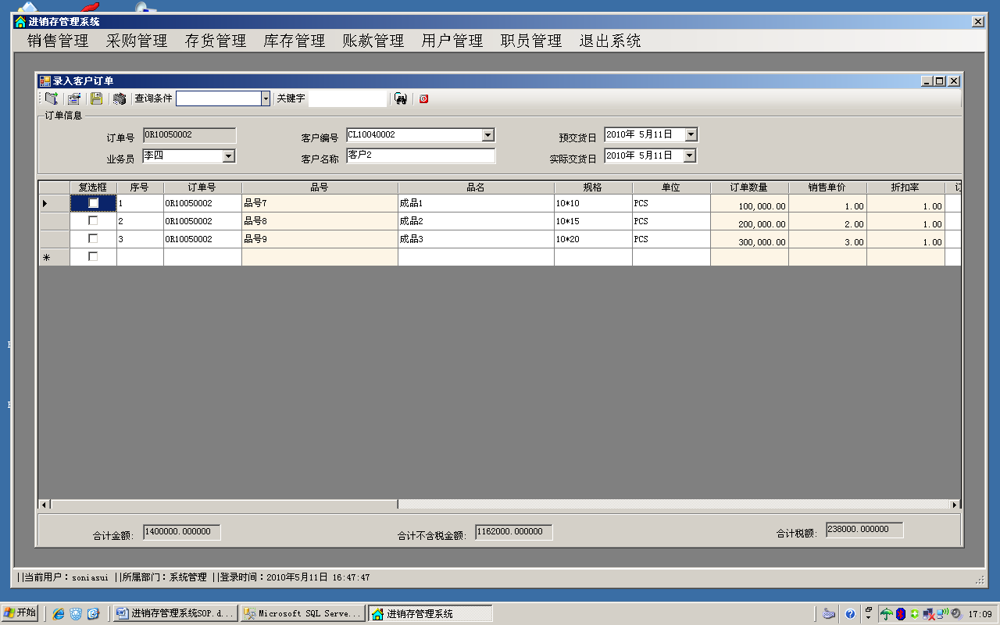 进销存管理系统
销售管理 采购管理 存货管理 库存管理 账款管理 用户管理 职员管理 退出系统
录入客户订单
查询条件 关键字
订单信息
订单号 OR10050002 客户编号 CL10040002 预交货日 2010年 5月11日
业务员 李四 客户名称 客户2 实际交货日 2010年 5月11日
复选框 序号 订单号 品号 品名 规格 单位 订单数量 销售单价 折扣率
1 OR10050002 品号7 成品1 10*10 PCS 100,000.00 1.00 1.00
2 OR10050002 品号8 成品2 10*15 PCS 200,000.00 2.00 1.00
3 OR10050002 品号9 成品3 10*20 PCS 300,000.00 3.00 1.00
合计金额: 1400000.000000 合计不含税金额: 1162000.000000 合计税额: 238000.000000
||当前用户：soniasui ||所属部门：系统管理 ||登录时间：2010年5月11日 16:47:47
开始 进销存管理系统SOP.d... Microsoft SQL Serve... 进销存管理系统 17:09